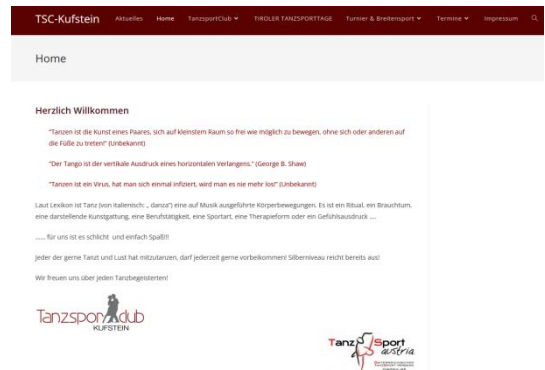 TSC-Kufstein Aktuelles Home TanzsportClub TIROLER TANZSPORTTAGE Turnier & Breitensport Termine Impressum
Home
Herzlich Willkommen
"Tanzen ist die Kunst eines Paares, sich auf kleinstem Raum so frei wie möglich zu bewegen, ohne sich oder anderen auf
die Füße zu treten!" (Unbekannt)
"Der Tango ist der vertikale Ausdruck eines horizontalen Verlangens." (George B. Shaw)
"Tanzen ist ein Virus, hat man sich einmal infiziert, wird man es nie mehr los!" (Unbekannt)
Laut Lexikon ist Tanz (von italienisch: „ danza") eine auf Musik ausgeführte Körperbewegungen. Es ist ein Ritual, ein Brauchtum,
eine darstellende Kunstgattung, eine Berufstätigkeit, eine Sportart, eine Therapieform oder ein Gefühlsausdruck ....
...... für uns ist es schlicht und einfach Spaß!!!
Jeder der gerne Tanzt und Lust hat mitzutanzen, darf jederzeit gerne vorbeikommen! Silberniveau reicht bereits aus!
Wir freuen uns über jeden Tanzbegeisterten!
Tanzsportclub
KUFSTEIN
TanzSport
austria